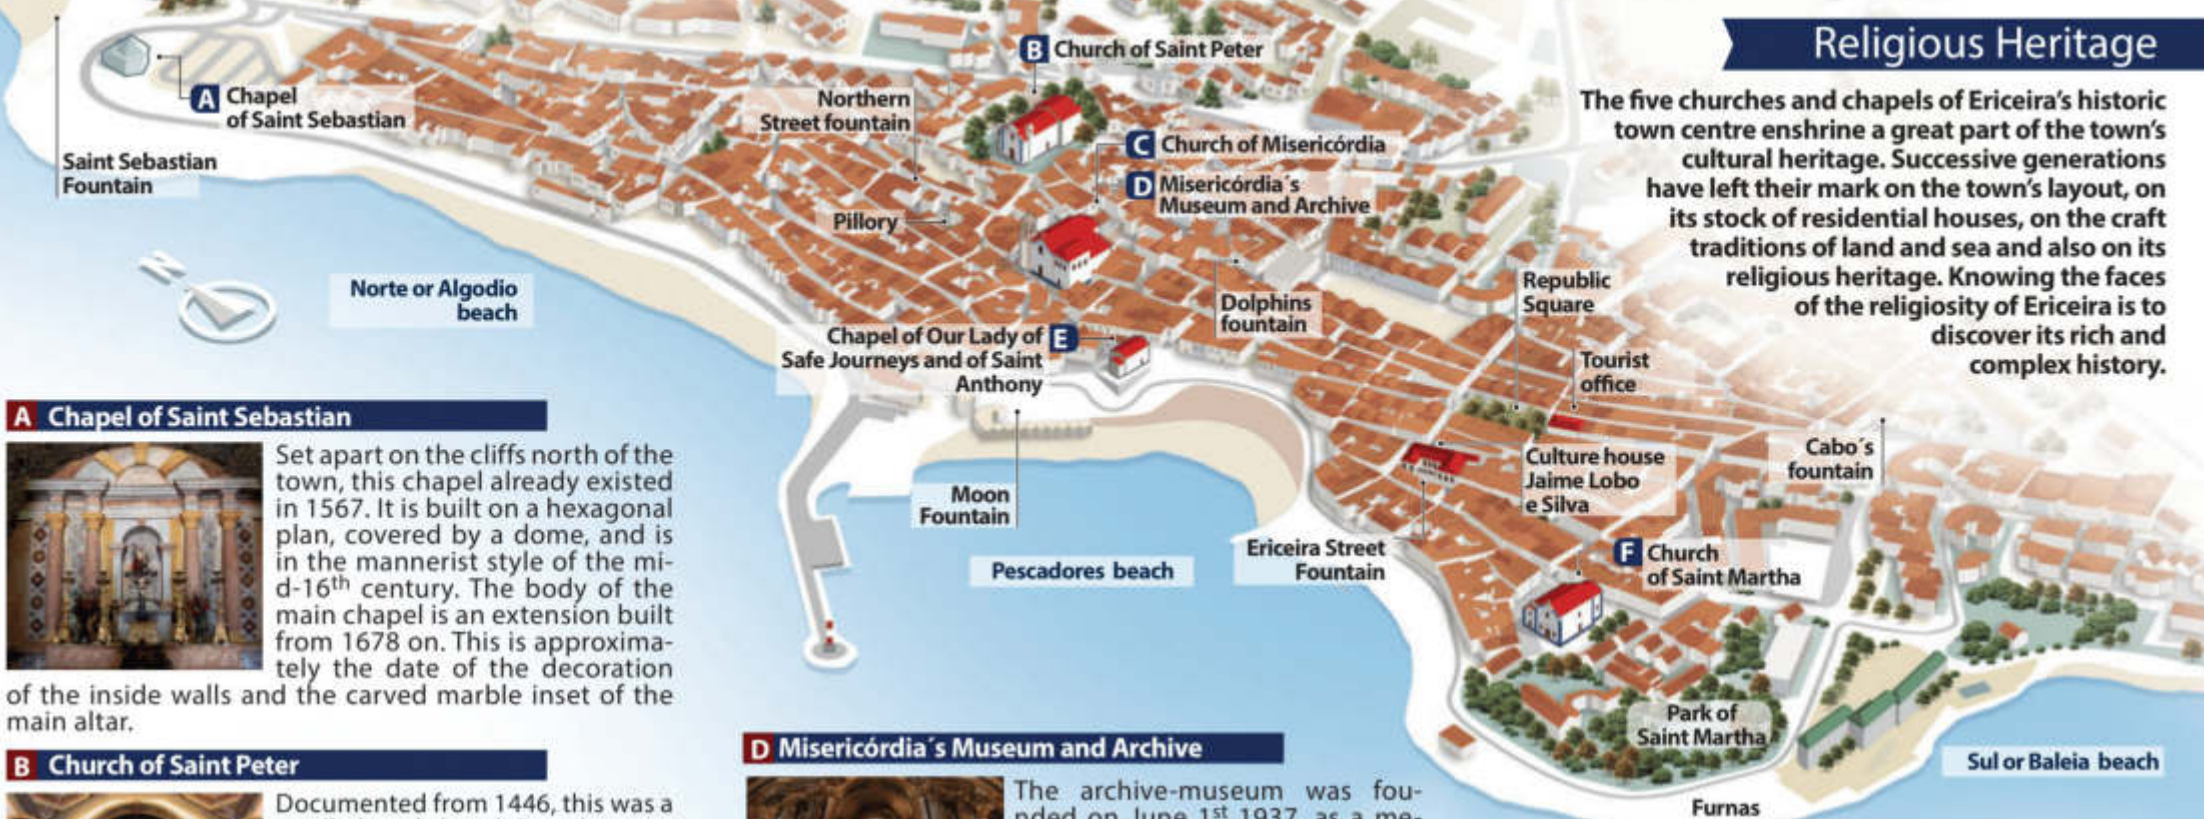 Religious Heritage
The five churches and chapels of Ericeira's historic
town centre enshrine a great part of the town's
cultural heritage. Successive generations
have left their mark on the town's layout, on
its stock of residential houses, on the craft
traditions of land and sea and also on its
religious heritage. Knowing the faces
of the religiosity of Ericeira is to
discover its rich and
complex history.
B Church of Saint Peter
A Chapel
of Saint Sebastian
Northern
Street fountain
C Church of Misericórdia
Saint Sebastian
Fountain
D Misericórdia´s
Museum and Archive
Pillory
N
Norte or Algodio
beach
Dolphins
fountain
Republic
Square
Chapel of Our Lady of E
Safe Journeys and of Saint
Anthony
Tourist
office
Cabo´s
fountain
Culture house
Jaime Lobo
e Silva
Moon
Fountain
Ericeira Street
Fountain
Pescadores beach
F Church
of Saint Martha
Park of
Saint Martha
Sul or Baleia beach
Furnas
A Chapel of Saint Sebastian
Set apart on the cliffs north of the
town, this chapel already existed
in 1567. It is built on a hexagonal
plan, covered by a dome, and is
in the mannerist style of the mi-
d-16th century. The body of the
main chapel is an extension built
from 1678 on. This is approxima-
tely the date of the decoration
of the inside walls and the carved marble inset of the
main altar.
B Church of Saint Peter
Documented from 1446, this was a
D Misericórdia´s Museum and Archive
The archive-museum was fou-
nded on June 1st 1937, as a me-